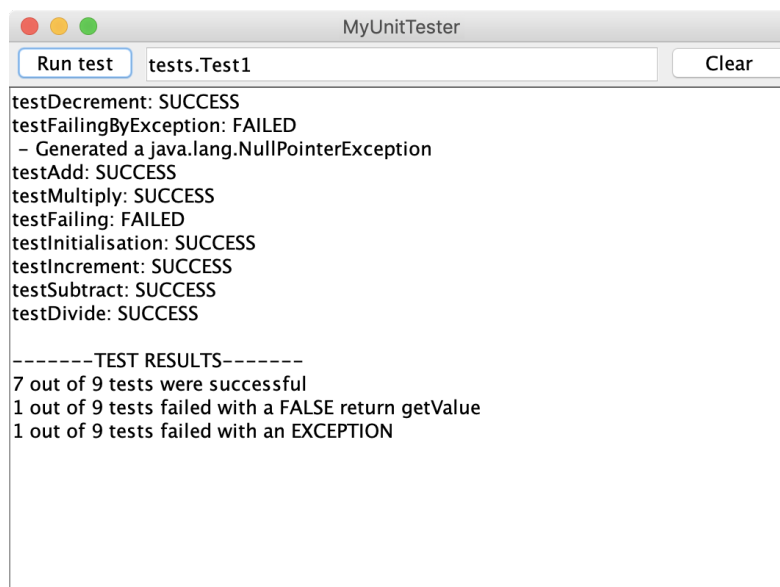 MyUnitTester
Run test tests.Test1 Clear
testDecrement: SUCCESS
testFailingByException: FAILED
– Generated a java.lang.NullPointerException
testAdd: SUCCESS
testMultiply: SUCCESS
testFailing: FAILED
testInitialisation: SUCCESS
testIncrement: SUCCESS
testSubtract: SUCCESS
testDivide: SUCCESS
-------TEST RESULTS-------
7 out of 9 tests were successful
1 out of 9 tests failed with a FALSE return getValue
1 out of 9 tests failed with an EXCEPTION